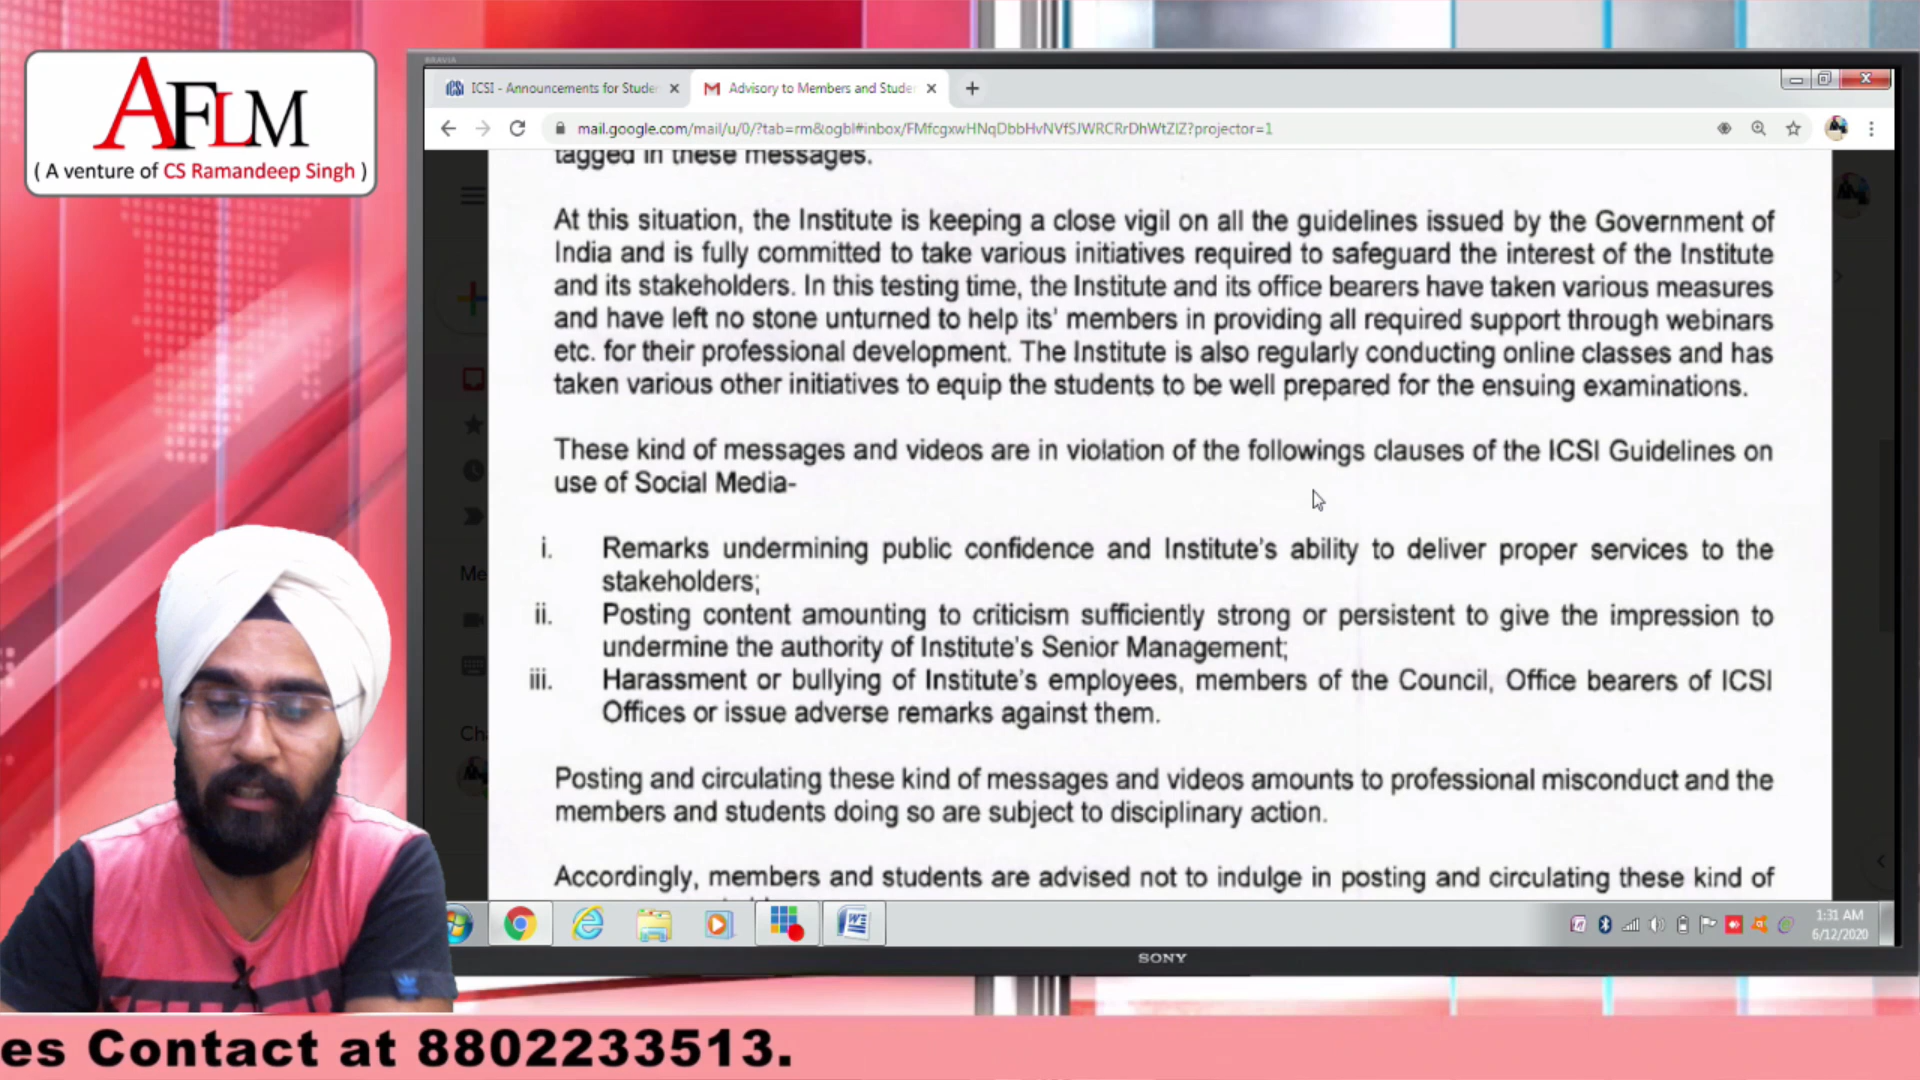 AFLM
( A venture of CS Ramandeep Singh )
BRAVIA
ICSI - Announcements for Stude
Advisory to Members and Stude
mail.google.com/mail/u/0/?tab=rm&ogbl#inbox/FMfcgxwHNqDbbHvNVfSJWRCRrDhWtZlZ?projector=1
tagged in these messages.
At this situation, the Institute is keeping a close vigil on all the guidelines issued by the Government of
India and is fully committed to take various initiatives required to safeguard the interest of the Institute
and its stakeholders. In this testing time, the Institute and its office bearers have taken various measures
and have left no stone unturned to help its' members in providing all required support through webinars
etc. for their professional development. The Institute is also regularly conducting online classes and has
taken various other initiatives to equip the students to be well prepared for the ensuing examinations.
These kind of messages and videos are in violation of the followings clauses of the ICSI Guidelines on
use of Social Media-
i. Remarks undermining public confidence and Institute's ability to deliver proper services to the
stakeholders;
ii. Posting content amounting to criticism sufficiently strong or persistent to give the impression to
undermine the authority of Institute's Senior Management;
iii. Harassment or bullying of Institute's employees, members of the Council, Office bearers of ICSI
Offices or issue adverse remarks against them.
Posting and circulating these kind of messages and videos amounts to professional misconduct and the
members and students doing so are subject to disciplinary action.
Accordingly, members and students are advised not to indulge in posting and circulating these kind of
Me
Ch
1:31 AM
6/12/2020
SONY
es Contact at 8802233513.